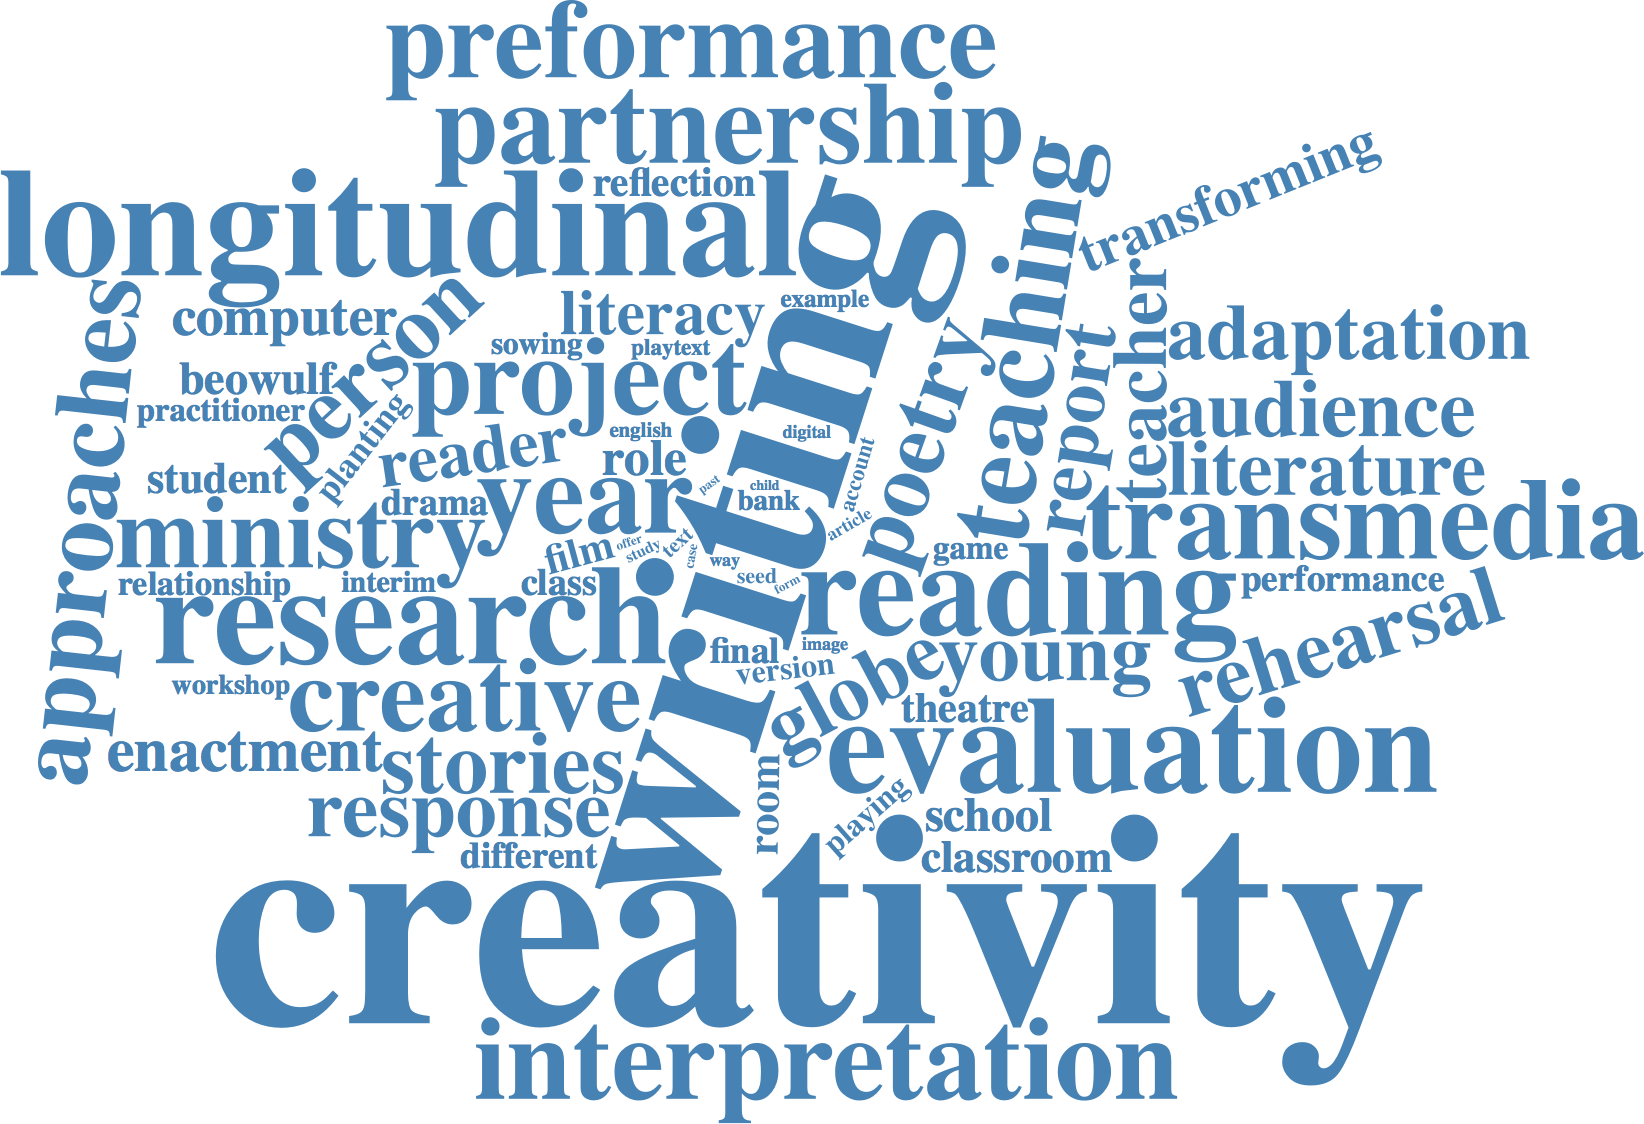 preformance
partnership
transforming
longitudinal
reflection
writing
teaching
approaches
computer
person
literacy
example
sowing
playtext
project
beowulf
practitioner
planting
reader
english
digital
poetry
report
teacher
adaptation
audience
literature
transmedia
student
role
year
drama
past
child
bank
account
article
ministry
film
offer
study
text
case
way
seed
form
game
reading
performance
relationship
interim
class
research
final
image
version
globe
young
rehearsal
workshop
creative
theatre
evaluation
enactment
stories
room
playing
response
school
different
classroom
creativity
interpretation